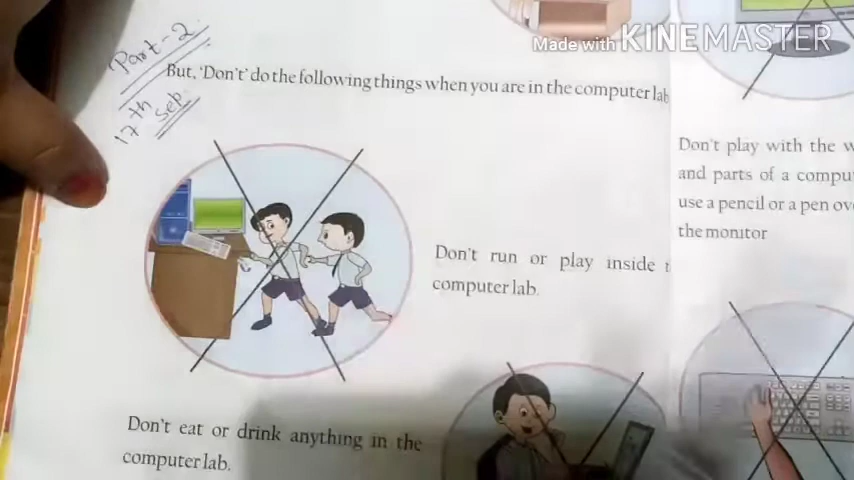 Made with KINEMASTER
Part-2
17th sep.
But, 'Don't' do the following things when you are in the computer lab
Don't run or play inside
computer lab.
Don't eat or drink anything in the
computer lab.
Don't play with the
and parts of a
use a pencil or a pen
the monitor